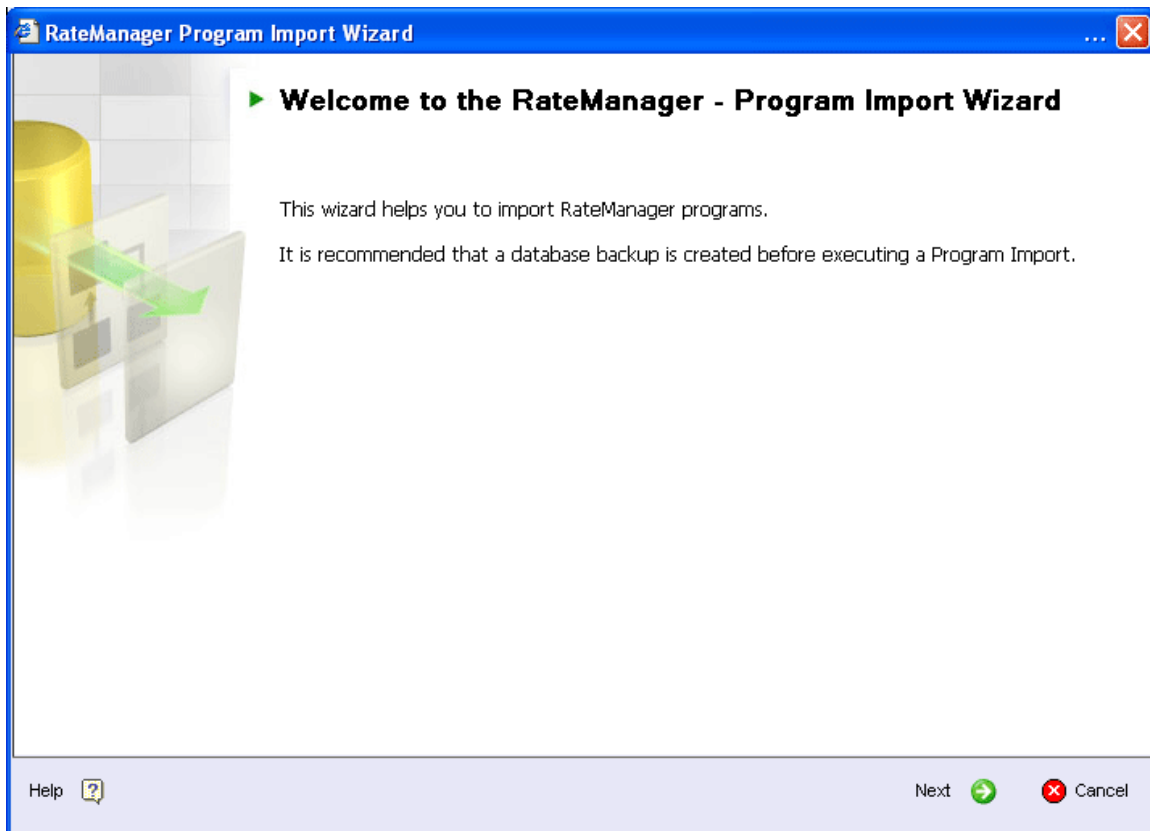 RateManager Program Import Wizard ...
Welcome to the RateManager - Program Import Wizard
This wizard helps you to import RateManager programs.
It is recommended that a database backup is created before executing a Program Import.
Help ? Next Cancel